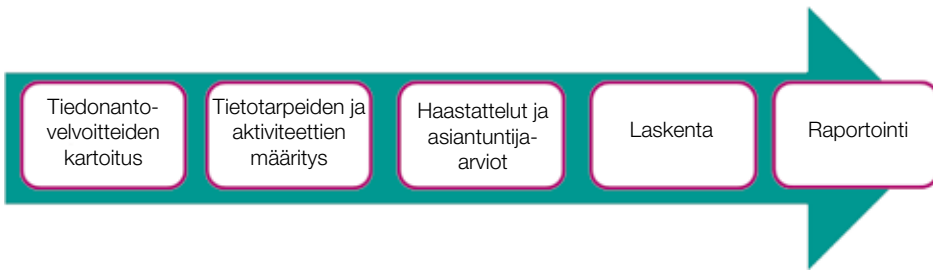 Tiedonanto-
velvoitteiden
kartoitus
Tietotarpeiden ja
aktiviteettien
määritys
Haastattelut ja
asiantuntija-
arviot
Laskenta
Raportointi